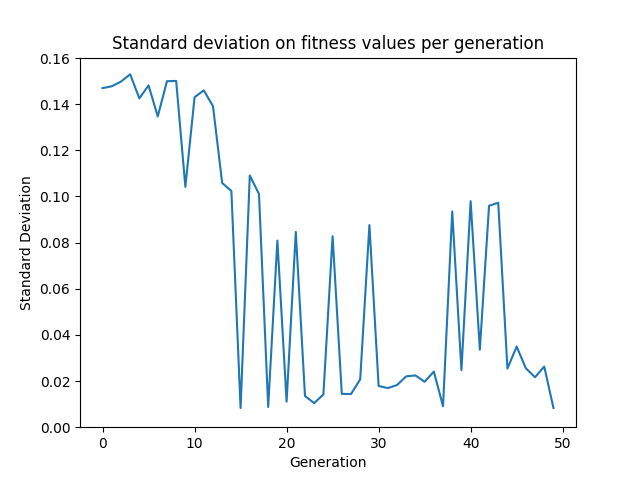 Standard deviation on fitness values per generation
0.16
0.14
0.12
0.10
0.08
0.06
0.04
0.02
0.00
Standard Deviation
0 10 20 30 40 50
Generation